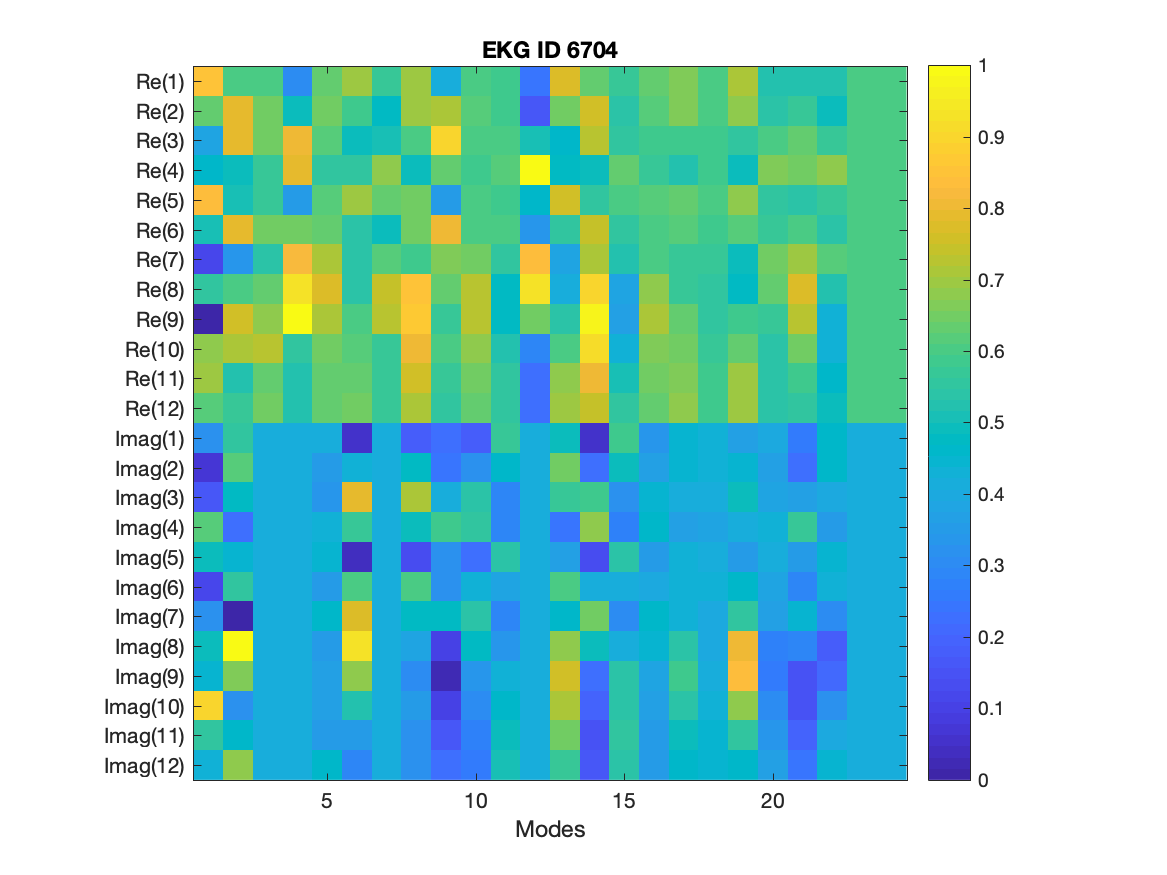 EKG ID 6704
Re(1)
Re(2)
Re(3)
Re(4)
Re(5)
Re(6)
Re(7)
Re(8)
Re(9)
Re(10)
Re(11)
Re(12)
Imag(1)
Imag(2)
Imag(3)
Imag(4)
Imag(5)
Imag(6)
Imag(7)
Imag(8)
Imag(9)
Imag(10)
Imag(11)
Imag(12)
5 10 15 20
Modes
1
0.9
0.8
0.7
0.6
0.5
0.4
0.3
0.2
0.1
0